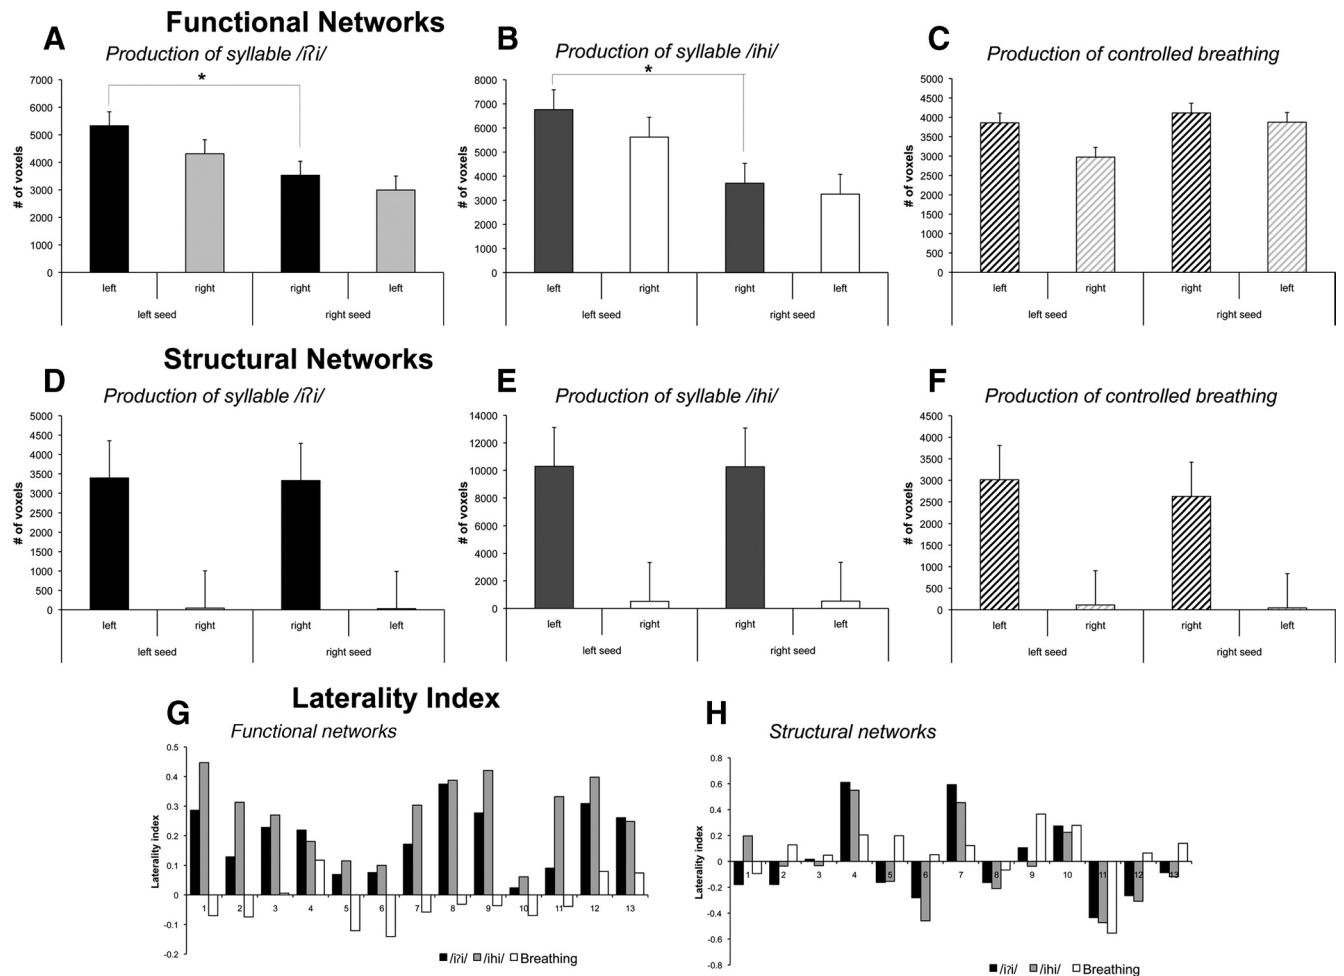 Functional Networks
A
Production of syllable /iʔi/
# of voxels
7000
6000
5000
4000
3000
2000
1000
0
*
left
right
right
left
left seed
right seed
B
Production of syllable /ihi/
# of voxels
8000
7000
6000
5000
4000
3000
2000
1000
0
*
left
right
right
left
left seed
right seed
C
Production of controlled breathing
# of voxels
5000
4500
4000
3500
3000
2500
2000
1500
1000
500
0
left
right
right
left
left seed
right seed
Structural Networks
D
Production of syllable /iʔi/
# of voxels
5000
4500
4000
3500
3000
2500
2000
1500
1000
500
0
left
right
right
left
left seed
right seed
E
Production of syllable /ihi/
# of voxels
14000
12000
10000
8000
6000
4000
2000
0
left
right
right
left
left seed
right seed
F
Production of controlled breathing
# of voxels
4500
4000
3500
3000
2500
2000
1500
1000
500
0
left
right
right
left
left seed
right seed
Laterality Index
G
Functional networks
Laterality index
0.5
0.4
0.3
0.2
0.1
0
-0.1
-0.2
1 2 3 4 5 6 7 8 9 10 11 12 13
/iʔi/ /ihi/ Breathing
H
Structural networks
Laterality index
0.8
0.6
0.4
0.2
0
-0.2
-0.4
-0.6
-0.8
1 2 3 4 5 6 7 8 9 10 11 12 13
/iʔi/ /ihi/ Breathing